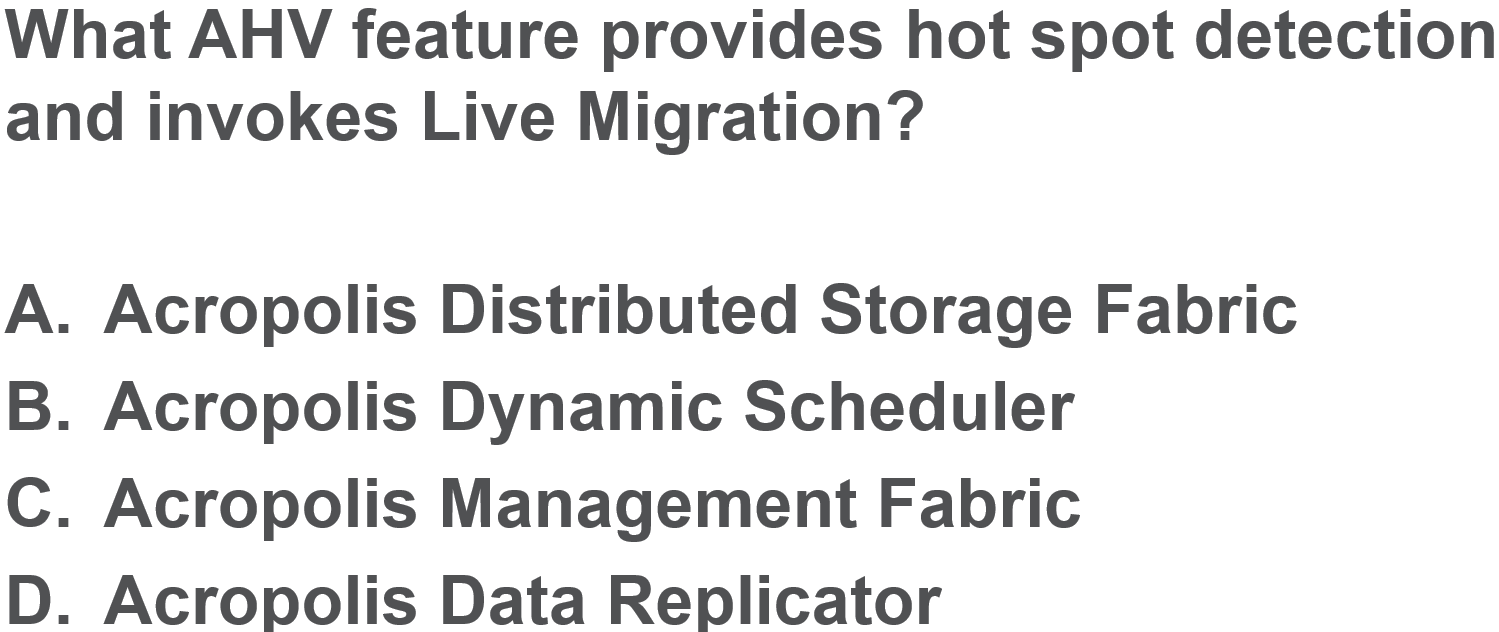 What AHV feature provides hot spot detection
and invokes Live Migration?
A. Acropolis Distributed Storage Fabric
B. Acropolis Dynamic Scheduler
C. Acropolis Management Fabric
D. Acropolis Data Replicator